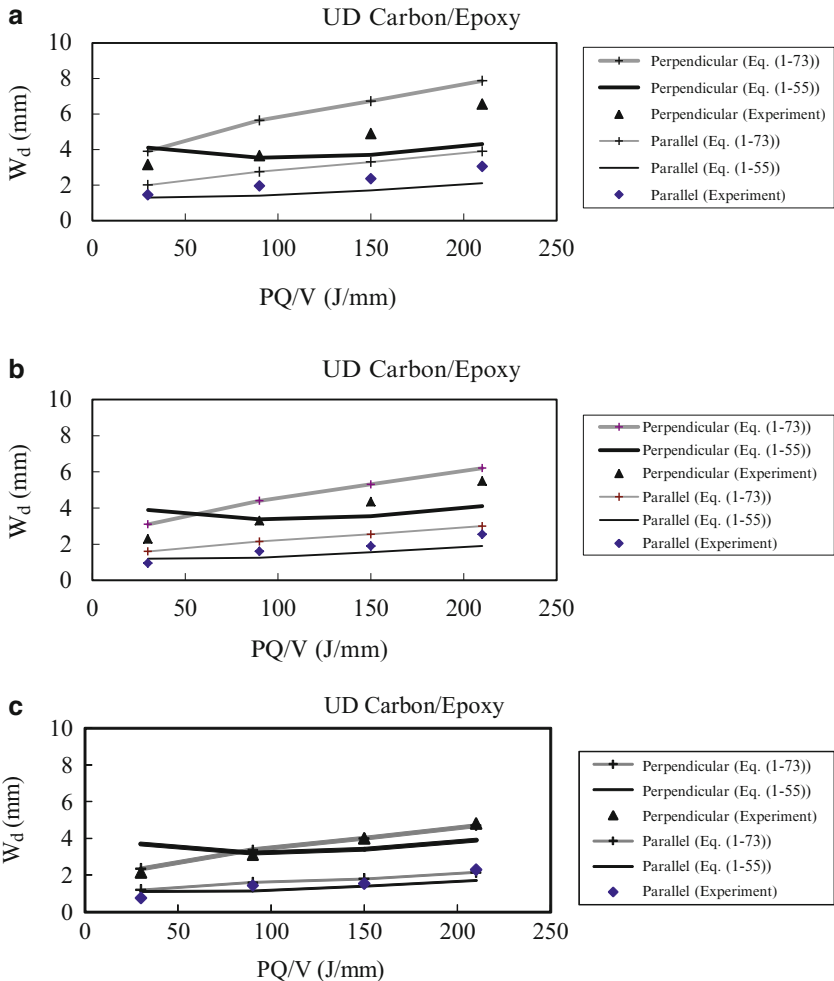 a
UD Carbon/Epoxy
10
8
6
4
2
0
W_d (mm)
0 50 100 150 200 250
PQ/V (J/mm)
Perpendicular (Eq. (1-73))
Perpendicular (Eq. (1-55))
Perpendicular (Experiment)
Parallel (Eq. (1-73))
Parallel (Eq. (1-55))
Parallel (Experiment)
b
UD Carbon/Epoxy
10
8
6
4
2
0
W_d (mm)
0 50 100 150 200 250
PQ/V (J/mm)
Perpendicular (Eq. (1-73))
Perpendicular (Eq. (1-55))
Perpendicular (Experiment)
Parallel (Eq. (1-73))
Parallel (Eq. (1-55))
Parallel (Experiment)
c
UD Carbon/Epoxy
10
8
6
4
2
0
W_d (mm)
0 50 100 150 200 250
PQ/V (J/mm)
Perpendicular (Eq. (1-73))
Perpendicular (Eq. (1-55))
Perpendicular (Experiment)
Parallel (Eq. (1-73))
Parallel (Eq. (1-55))
Parallel (Experiment)